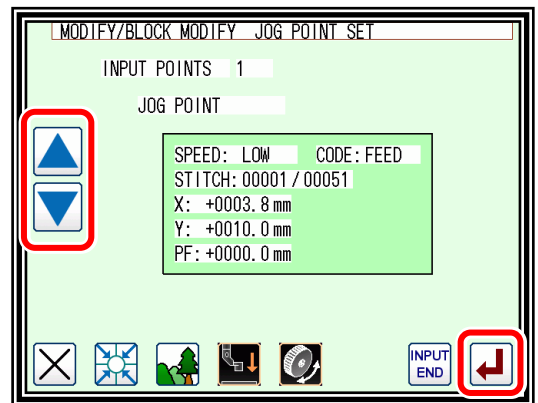 MODIFY/BLOCK MODIFY JOG POINT SET
INPUT POINTS 1
JOG POINT
SPEED: LOW CODE:FEED
STITCH:00001/00051
X: +0003.8mm
Y: +0010.0mm
PF:+0000.0mm
INPUT
END